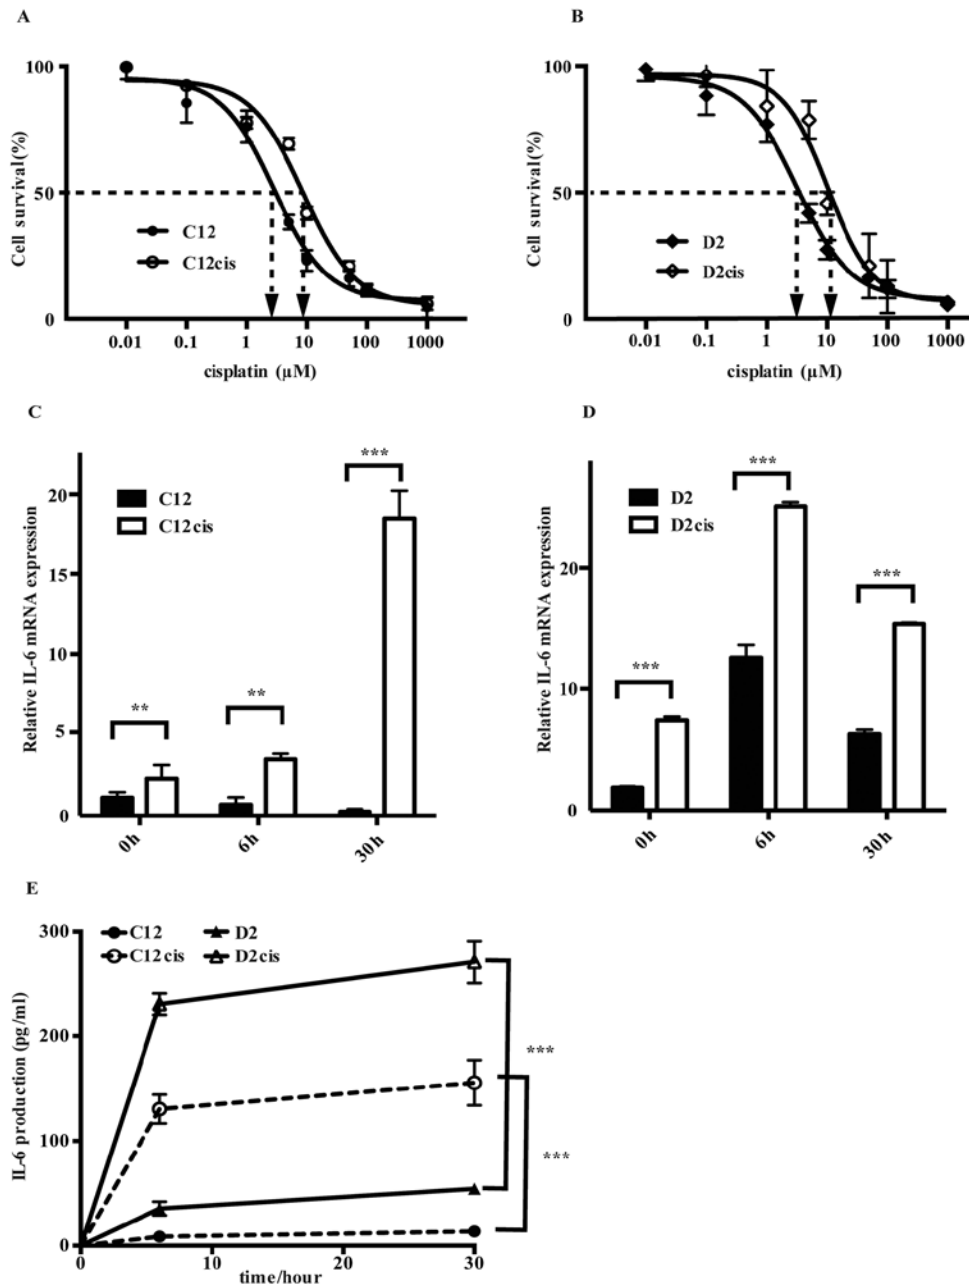 A
B
100
50
0
Cell survival(%)
C12
C12cis
0.01 0.1 1 10 100 1000
cisplatin (µM)
100
50
0
Cell survival(%)
D2
D2cis
0.01 0.1 1 10 100 1000
cisplatin (µM)
C
D
20
15
10
5
0
Relative IL-6 mRNA expression
C12
C12cis
**
**
***
0h 6h 30h
20
10
0
Relative IL-6 mRNA expression
D2
D2cis
***
***
***
0h 6h 30h
E
300
200
100
0
IL-6 production (pg/ml)
C12 D2
C12cis D2cis
***
***
0 10 20 30
time/hour